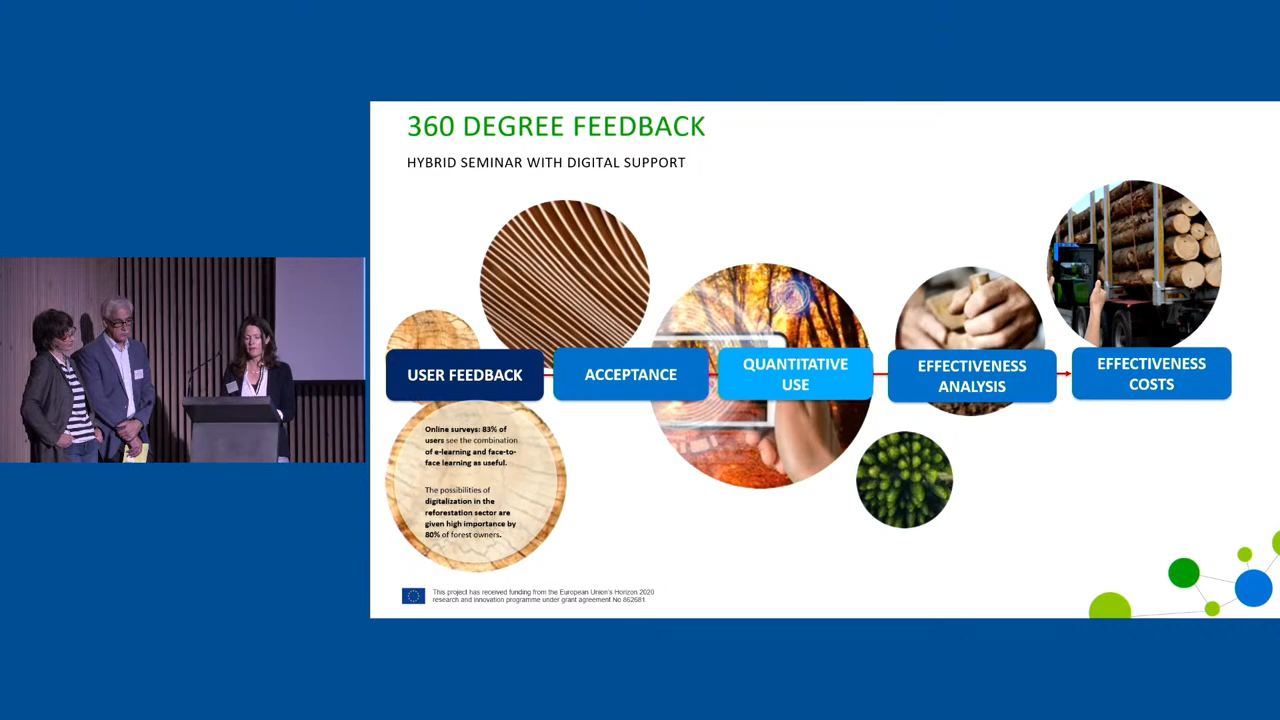 360 DEGREE FEEDBACK
HYBRID SEMINAR WITH DIGITAL SUPPORT
USER FEEDBACK
ACCEPTANCE
QUANTITATIVE
USE
EFFECTIVENESS
ANALYSIS
EFFECTIVENESS
COSTS
Online surveys: 83% of
users see the combination
of e-learning and face-to-
face learning as useful.
The possibilities of
digitalization in the
reforestation sector are
given high importance by
80% of forest owners.
This project has received funding from the European Union's Horizon 2020
research and innovation programme under grant agreement No 862681.